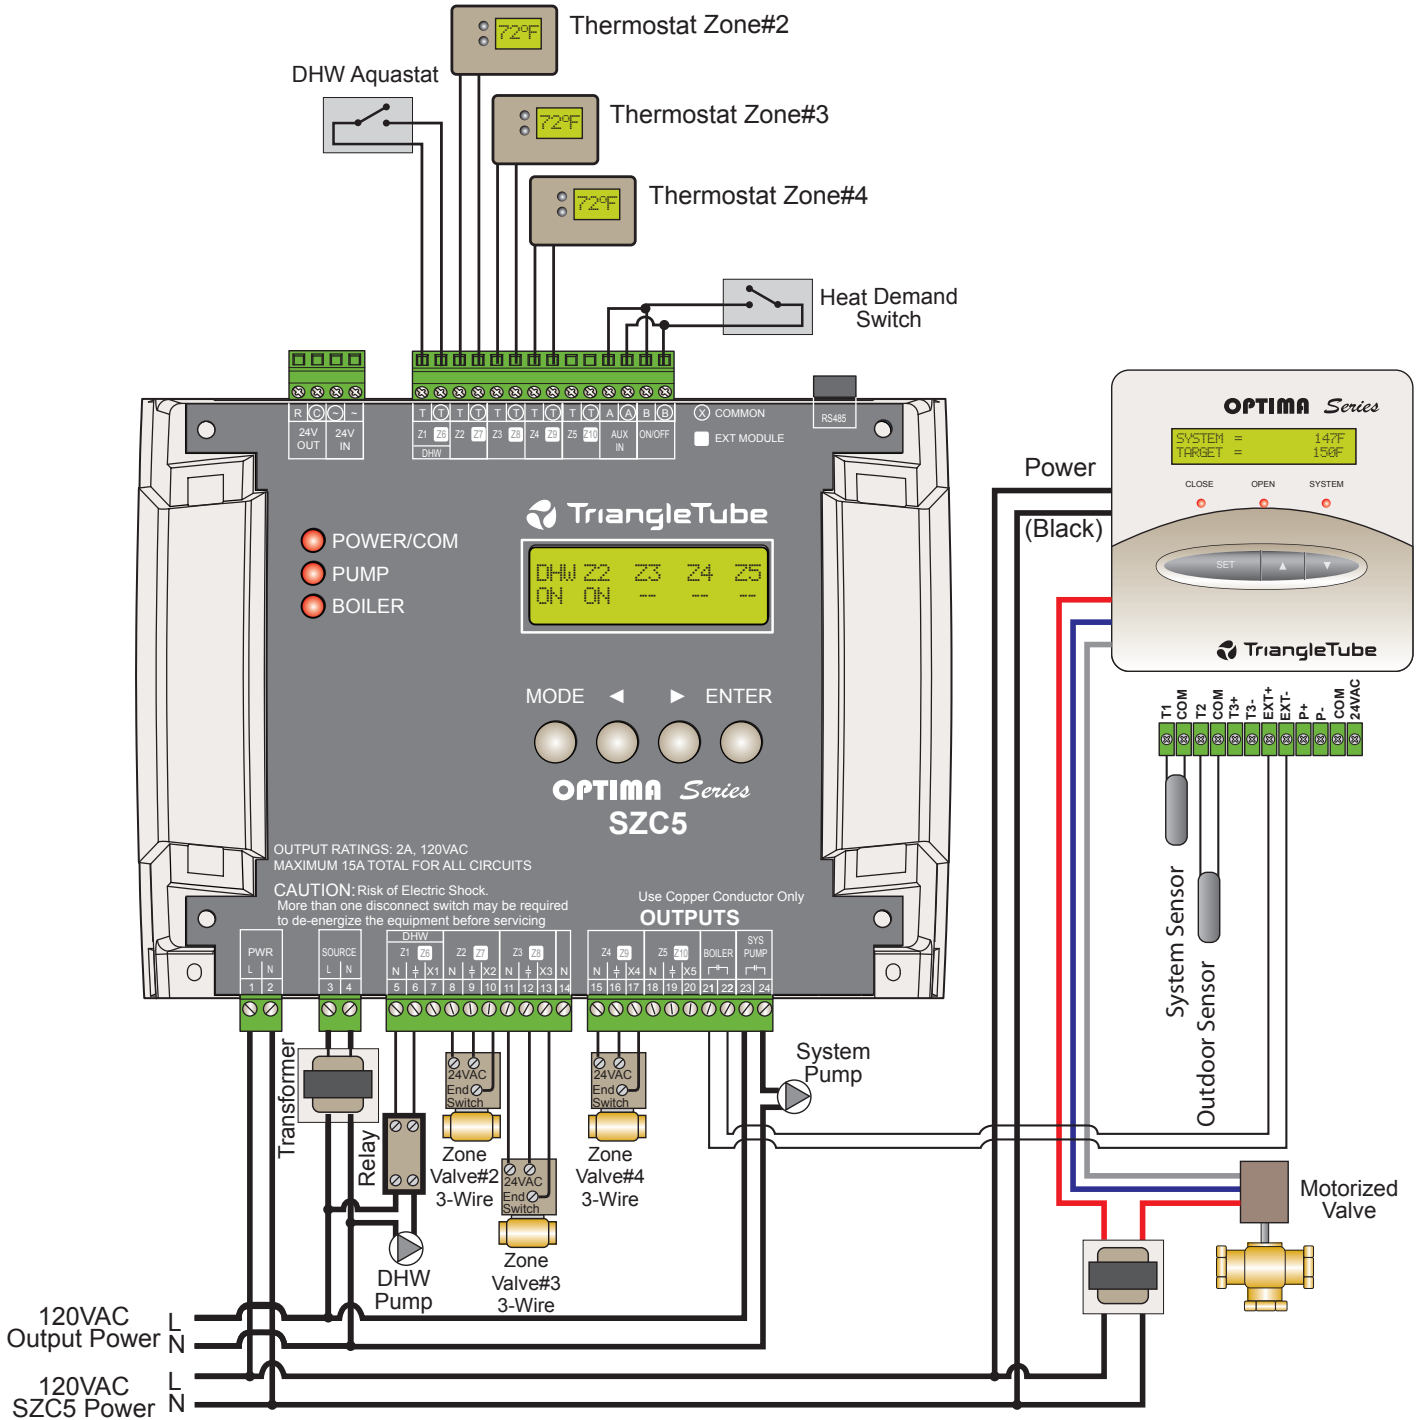 Thermostat Zone#2
72°F
DHW Aquastat
Thermostat Zone#3
72°F
Thermostat Zone#4
72°F
Heat Demand
Switch
R C ~ ~
24V
OUT
24V
IN
T T T T T T T T T T A A B B
Z1 Z6 Z2 Z7 Z3 Z8 Z4 Z9 Z5 Z10
DHW
AUX
IN
ON/OFF
X COMMON
EXT MODULE
RS485
OPTIMA Series
SYSTEM = 147F
TARGET = 150F
CLOSE OPEN SYSTEM
SET ▲ ▼
TriangleTube
Power
(Black)
TriangleTube
POWER/COM
PUMP
BOILER
DHW Z2 Z3 Z4 Z5
ON ON -- -- --
MODE ◄ ► ENTER
OPTIMA Series
SZC5
T1 COM T2 COM T3+ T3- EXT+ EXT- P+ P- COM 24VAC
System Sensor
Outdoor Sensor
OUTPUT RATINGS: 2A, 120VAC
MAXIMUM 15A TOTAL FOR ALL CIRCUITS
CAUTION: Risk of Electric Shock.
More than one disconnect switch may be required
to de-energize the equipment before servicing
Use Copper Conductor Only
OUTPUTS
PWR
L N
1 2
SOURCE
L N
3 4
DHW
Z1 Z6 Z2 Z7 Z3 Z8
N X1 N X2 N X3 N
5 6 7 8 9 10 11 12 13 14
Z4 Z9 Z5 Z10 BOILER
SYS
PUMP
N X4 N X5
15 16 17 18 19 20 21 22 23 24
Transformer
Relay
24VAC
End
Switch
Zone
Valve#2
3-Wire
24VAC
End
Switch
Zone
Valve#3
3-Wire
24VAC
End
Switch
Zone
Valve#4
3-Wire
System
Pump
DHW
Pump
Motorized
Valve
120VAC
Output Power
L
N
120VAC
SZC5 Power
L
N